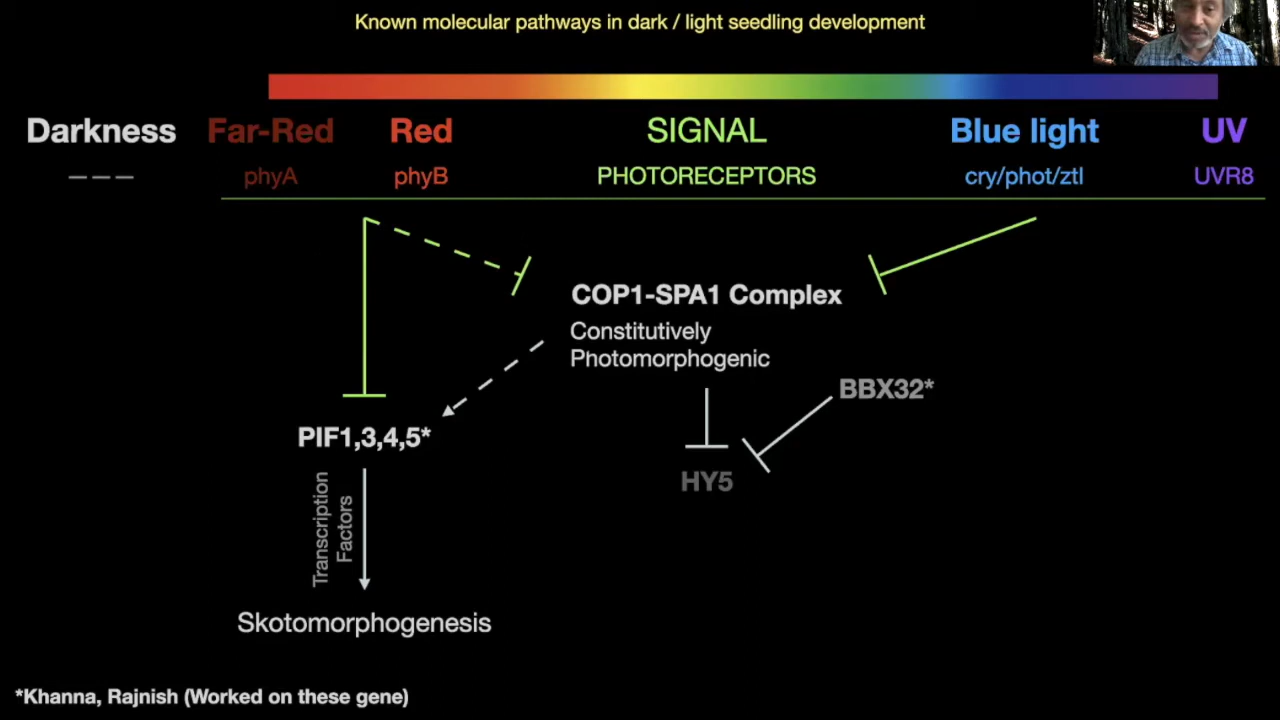 Known molecular pathways in dark / light seedling development
Darkness Far-Red Red SIGNAL Blue light UV
phyA phyB PHOTORECEPTORS cry/phot/ztl UVR8
COP1-SPA1 Complex
Constitutively
Photomorphogenic
BBX32*
PIF1,3,4,5*
HY5
Transcription
Factors
Skotomorphogenesis
*Khanna, Rajnish (Worked on these gene)